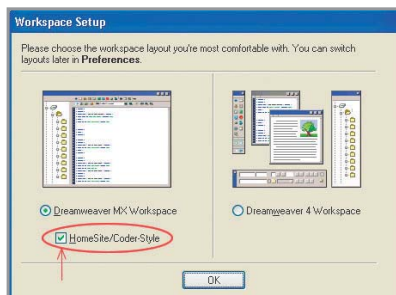 Workspace Setup
Please choose the workspace layout you're most comfortable with. You can switch
layouts later in Preferences.
Dreamweaver MX Workspace
HomeSite/Coder-Style
Dreamweaver 4 Workspace
OK